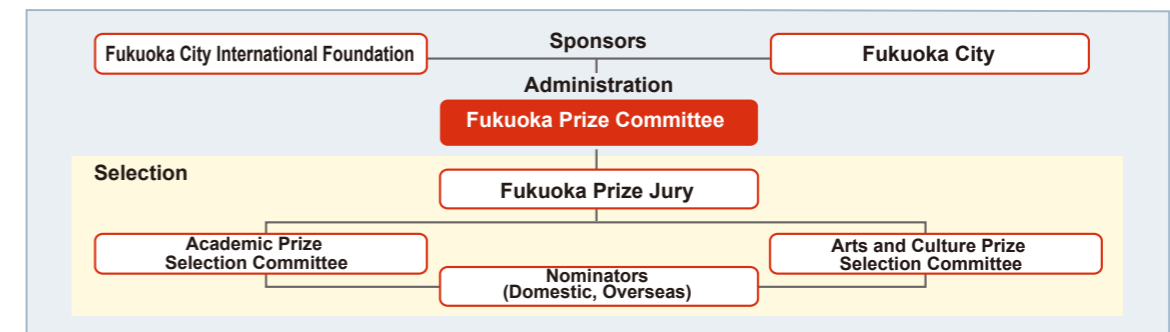 Sponsors
Fukuoka City International Foundation
Fukuoka City
Administration
Fukuoka Prize Committee
Selection
Fukuoka Prize Jury
Academic Prize
Selection Committee
Arts and Culture Prize
Selection Committee
Nominators
(Domestic, Overseas)